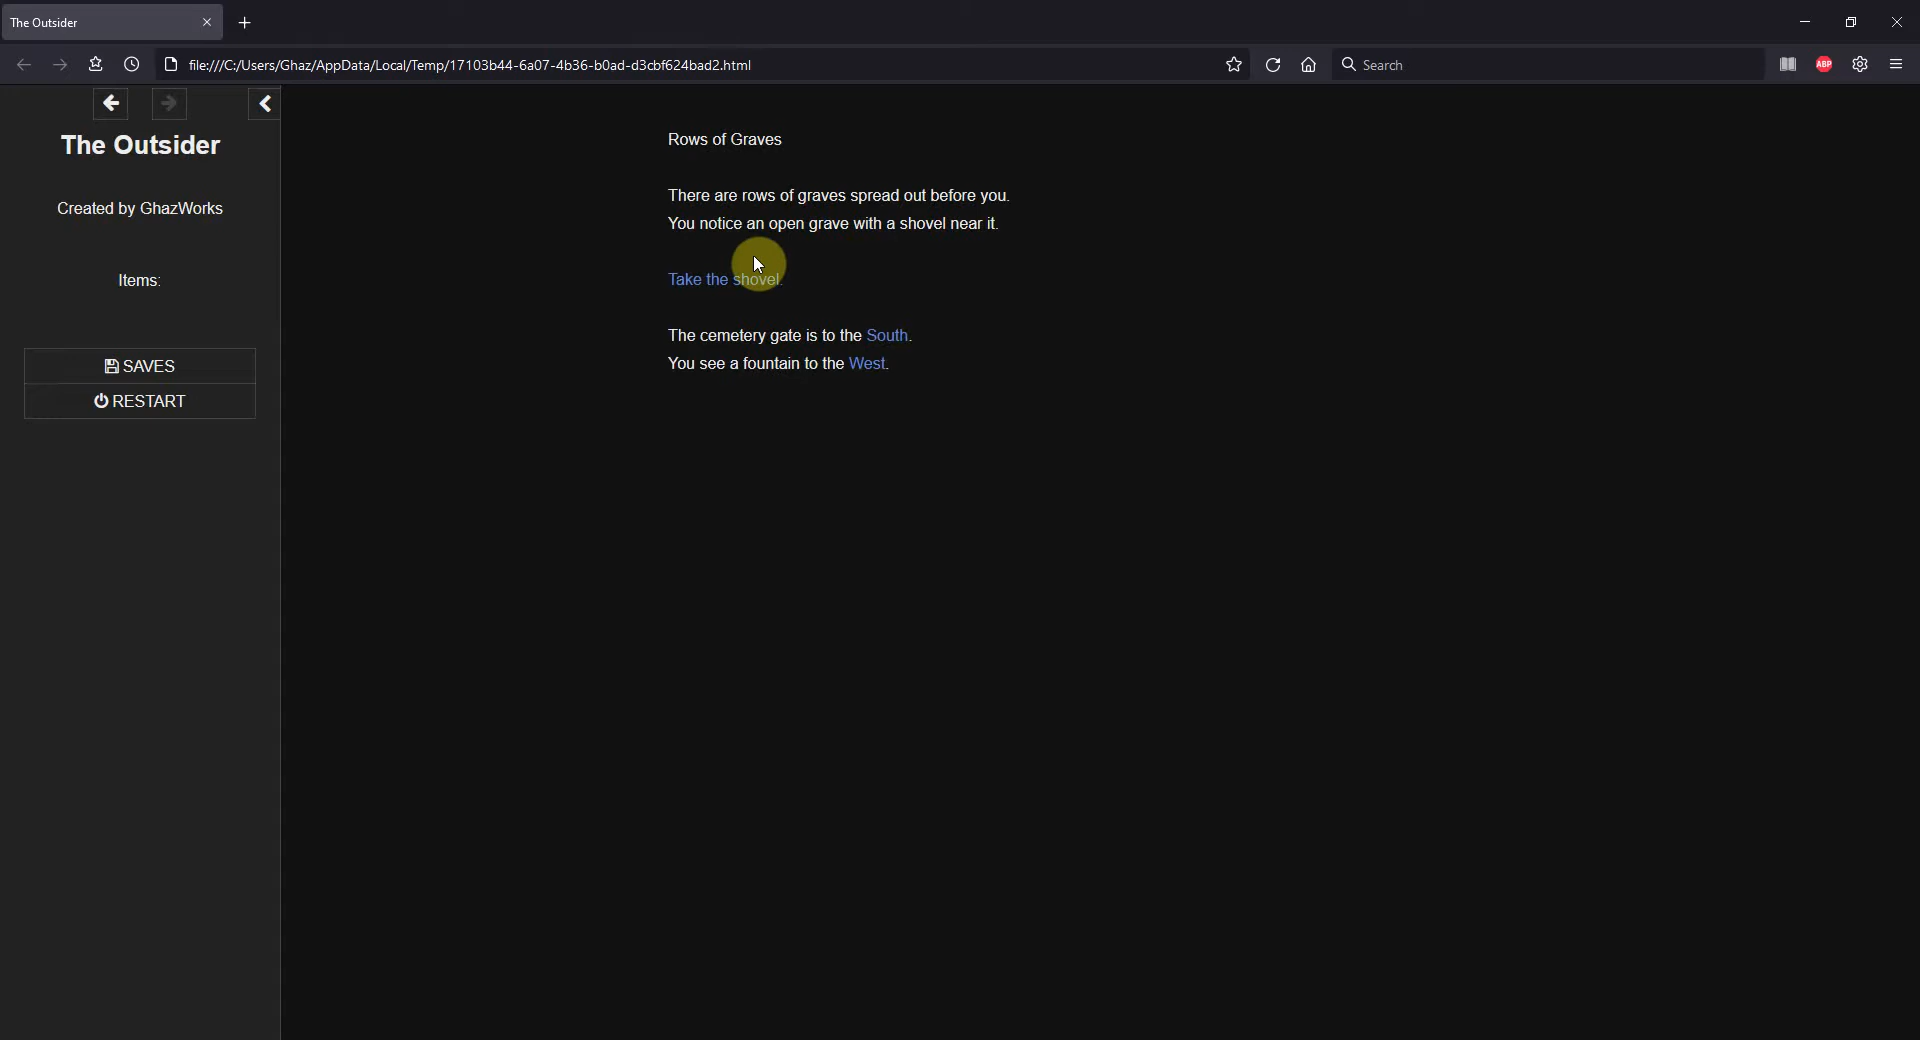 The Outsider
file:///C:/Users/Ghaz/AppData/Local/Temp/17103b44-6a07-4b36-b0ad-d3cbf624bad2.html
Search
ABP
The Outsider
Created by GhazWorks
Items:
SAVES
RESTART
Rows of Graves
There are rows of graves spread out before you.
You notice an open grave with a shovel near it.
Take the shovel.
The cemetery gate is to the South.
You see a fountain to the West.